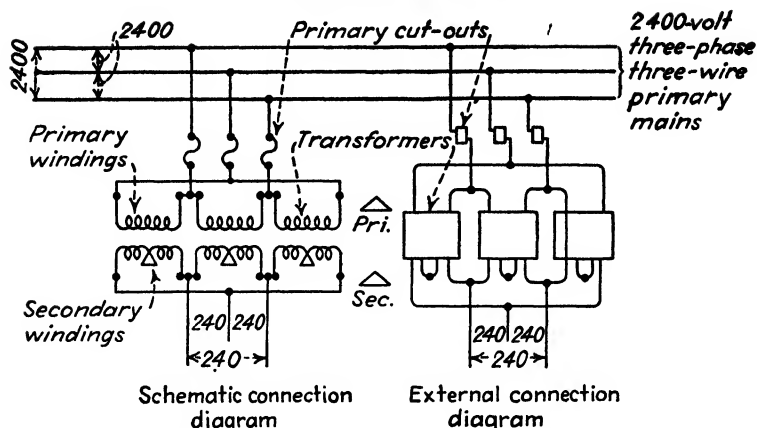 2400
2400
Primary cut-outs
2400-volt
three-phase
three-wire
primary
mains
Primary
windings
Transformers
Pri.
Sec.
Secondary
windings
240 240
240
240 240
240
Schematic connection
diagram
External connection
diagram